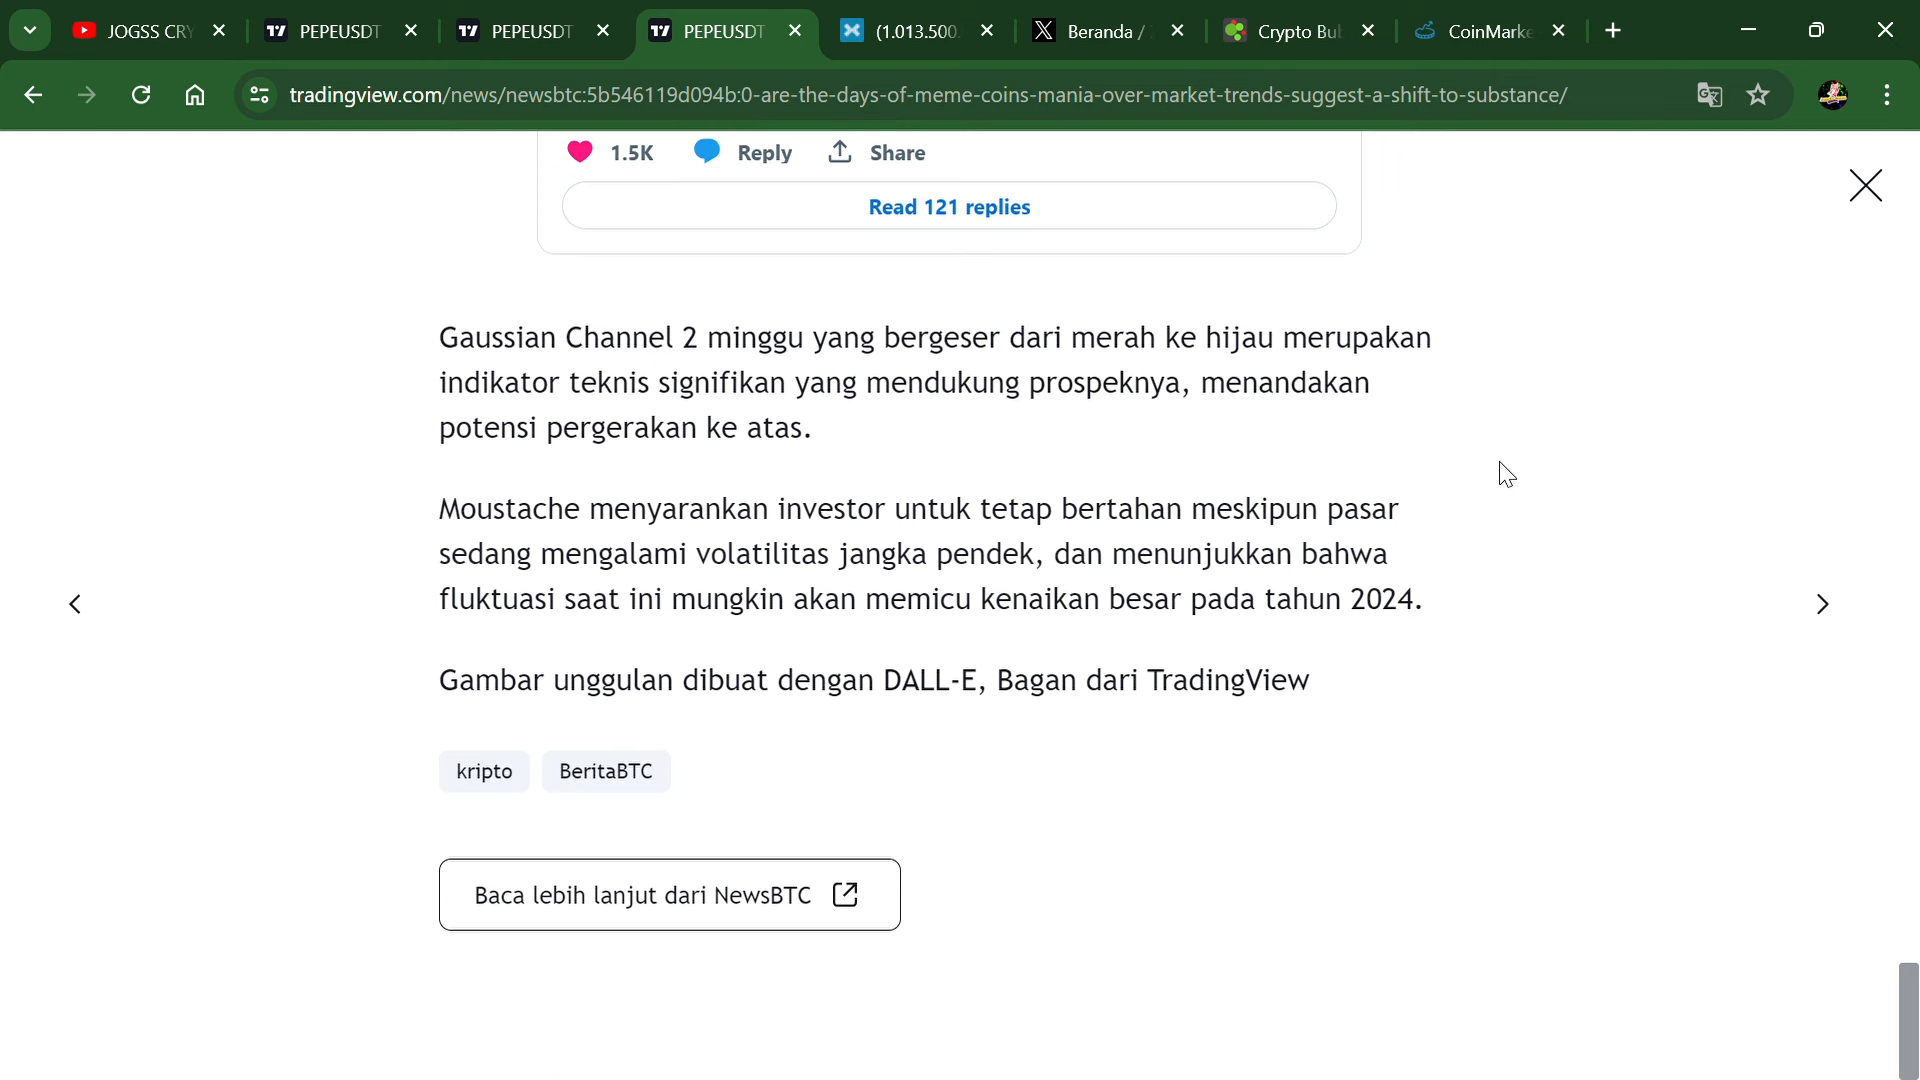 JOGSS CRY
PEPEUSDT
PEPEUSDT
PEPEUSDT
(1.013.500
Beranda /
Crypto Bu
CoinMarke
tradingview.com/news/newsbtc:5b546119d094b:0-are-the-days-of-meme-coins-mania-over-market-trends-suggest-a-shift-to-substance/
1.5K Reply Share
Read 121 replies
Gaussian Channel 2 minggu yang bergeser dari merah ke hijau merupakan
indikator teknis signifikan yang mendukung prospeknya, menandakan
potensi pergerakan ke atas.
Moustache menyarankan investor untuk tetap bertahan meskipun pasar
sedang mengalami volatilitas jangka pendek, dan menunjukkan bahwa
fluktuasi saat ini mungkin akan memicu kenaikan besar pada tahun 2024.
Gambar unggulan dibuat dengan DALL-E, Bagan dari TradingView
kripto BeritaBTC
Baca lebih lanjut dari NewsBTC